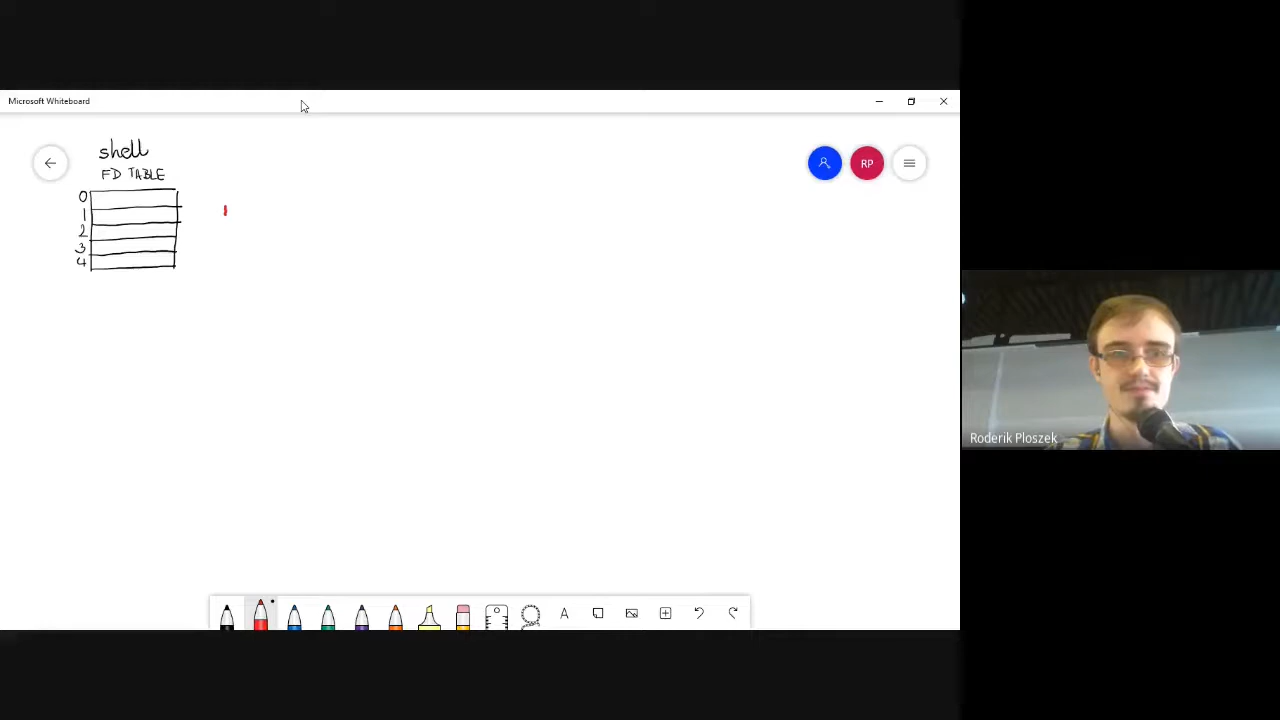 Microsoft Whiteboard
shell
FD TABLE
RP
0
1
2
3
4
Roderik Ploszek
A